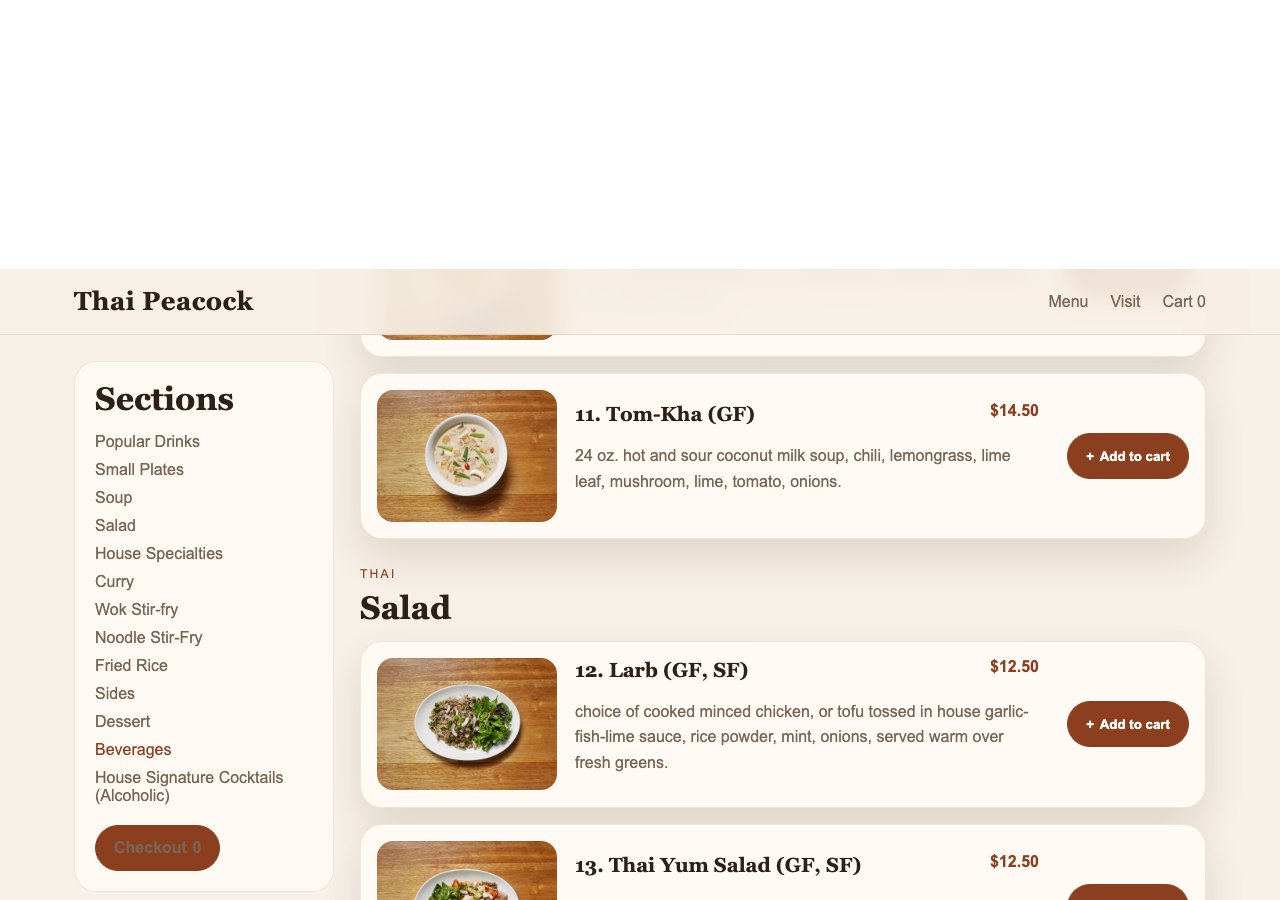 Thai Peacock
Menu Visit Cart 0
Sections
Popular Drinks
Small Plates
Soup
Salad
House Specialties
Curry
Wok Stir-fry
Noodle Stir-Fry
Fried Rice
Sides
Dessert
Beverages
House Signature Cocktails
(Alcoholic)
Checkout 0
11. Tom-Kha (GF)
$14.50
24 oz. hot and sour coconut milk soup, chili, lemongrass, lime
leaf, mushroom, lime, tomato, onions.
+ Add to cart
THAI
Salad
12. Larb (GF, SF)
$12.50
choice of cooked minced chicken, or tofu tossed in house garlic-
fish-lime sauce, rice powder, mint, onions, served warm over
fresh greens.
+ Add to cart
13. Thai Yum Salad (GF, SF)
$12.50